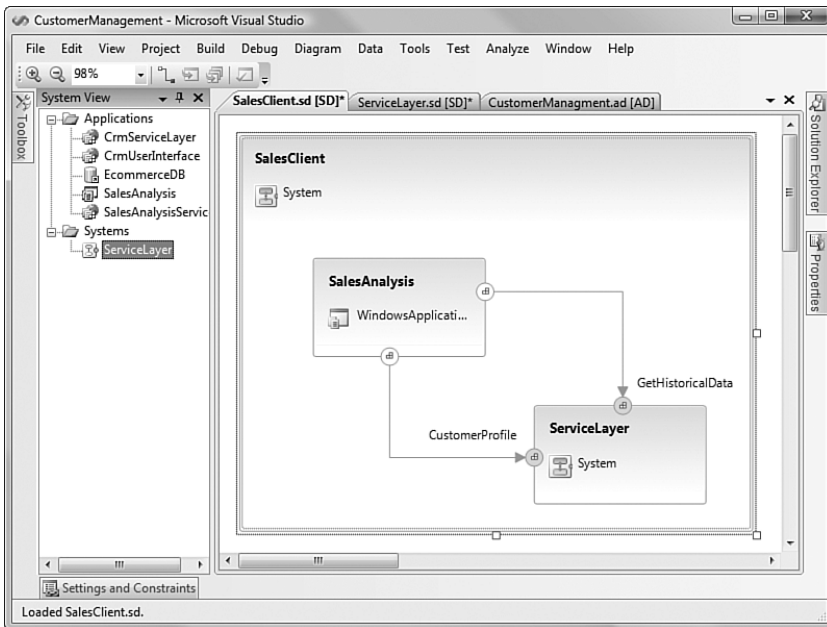 CustomerManagement - Microsoft Visual Studio
File Edit View Project Build Debug Diagram Data Tools Test Analyze Window Help
98%
System View
SalesClient.sd [SD]* ServiceLayer.sd [SD]* CustomerManagment.ad [AD]
Toolbox
Applications
CrmServiceLayer
CrmUserInterface
EcommerceDB
SalesAnalysis
SalesAnalysisServic
Systems
ServiceLayer
SalesClient
System
SalesAnalysis
WindowsApplicati...
GetHistoricalData
CustomerProfile
ServiceLayer
System
Solution Explorer
Properties
Settings and Constraints
Loaded SalesClient.sd.